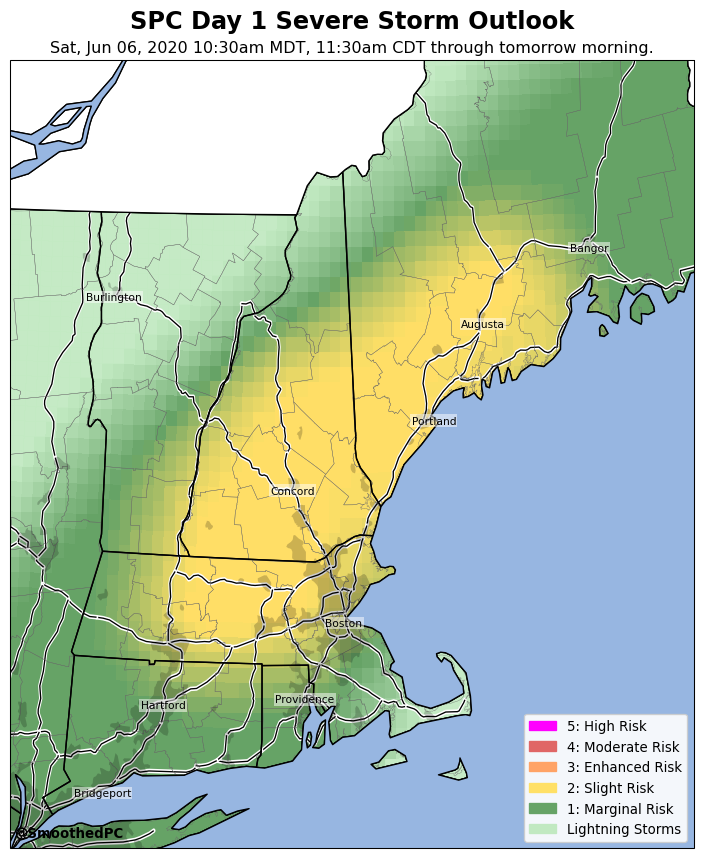 SPC Day 1 Severe Storm Outlook
Sat, Jun 06, 2020 10:30am MDT, 11:30am CDT through tomorrow morning.
Bangor
Burlington
Augusta
Portland
Concord
Boston
Providence
Hartford
Bridgeport
5: High Risk
4: Moderate Risk
3: Enhanced Risk
2: Slight Risk
1: Marginal Risk
Lightning Storms
@SmoothedPC